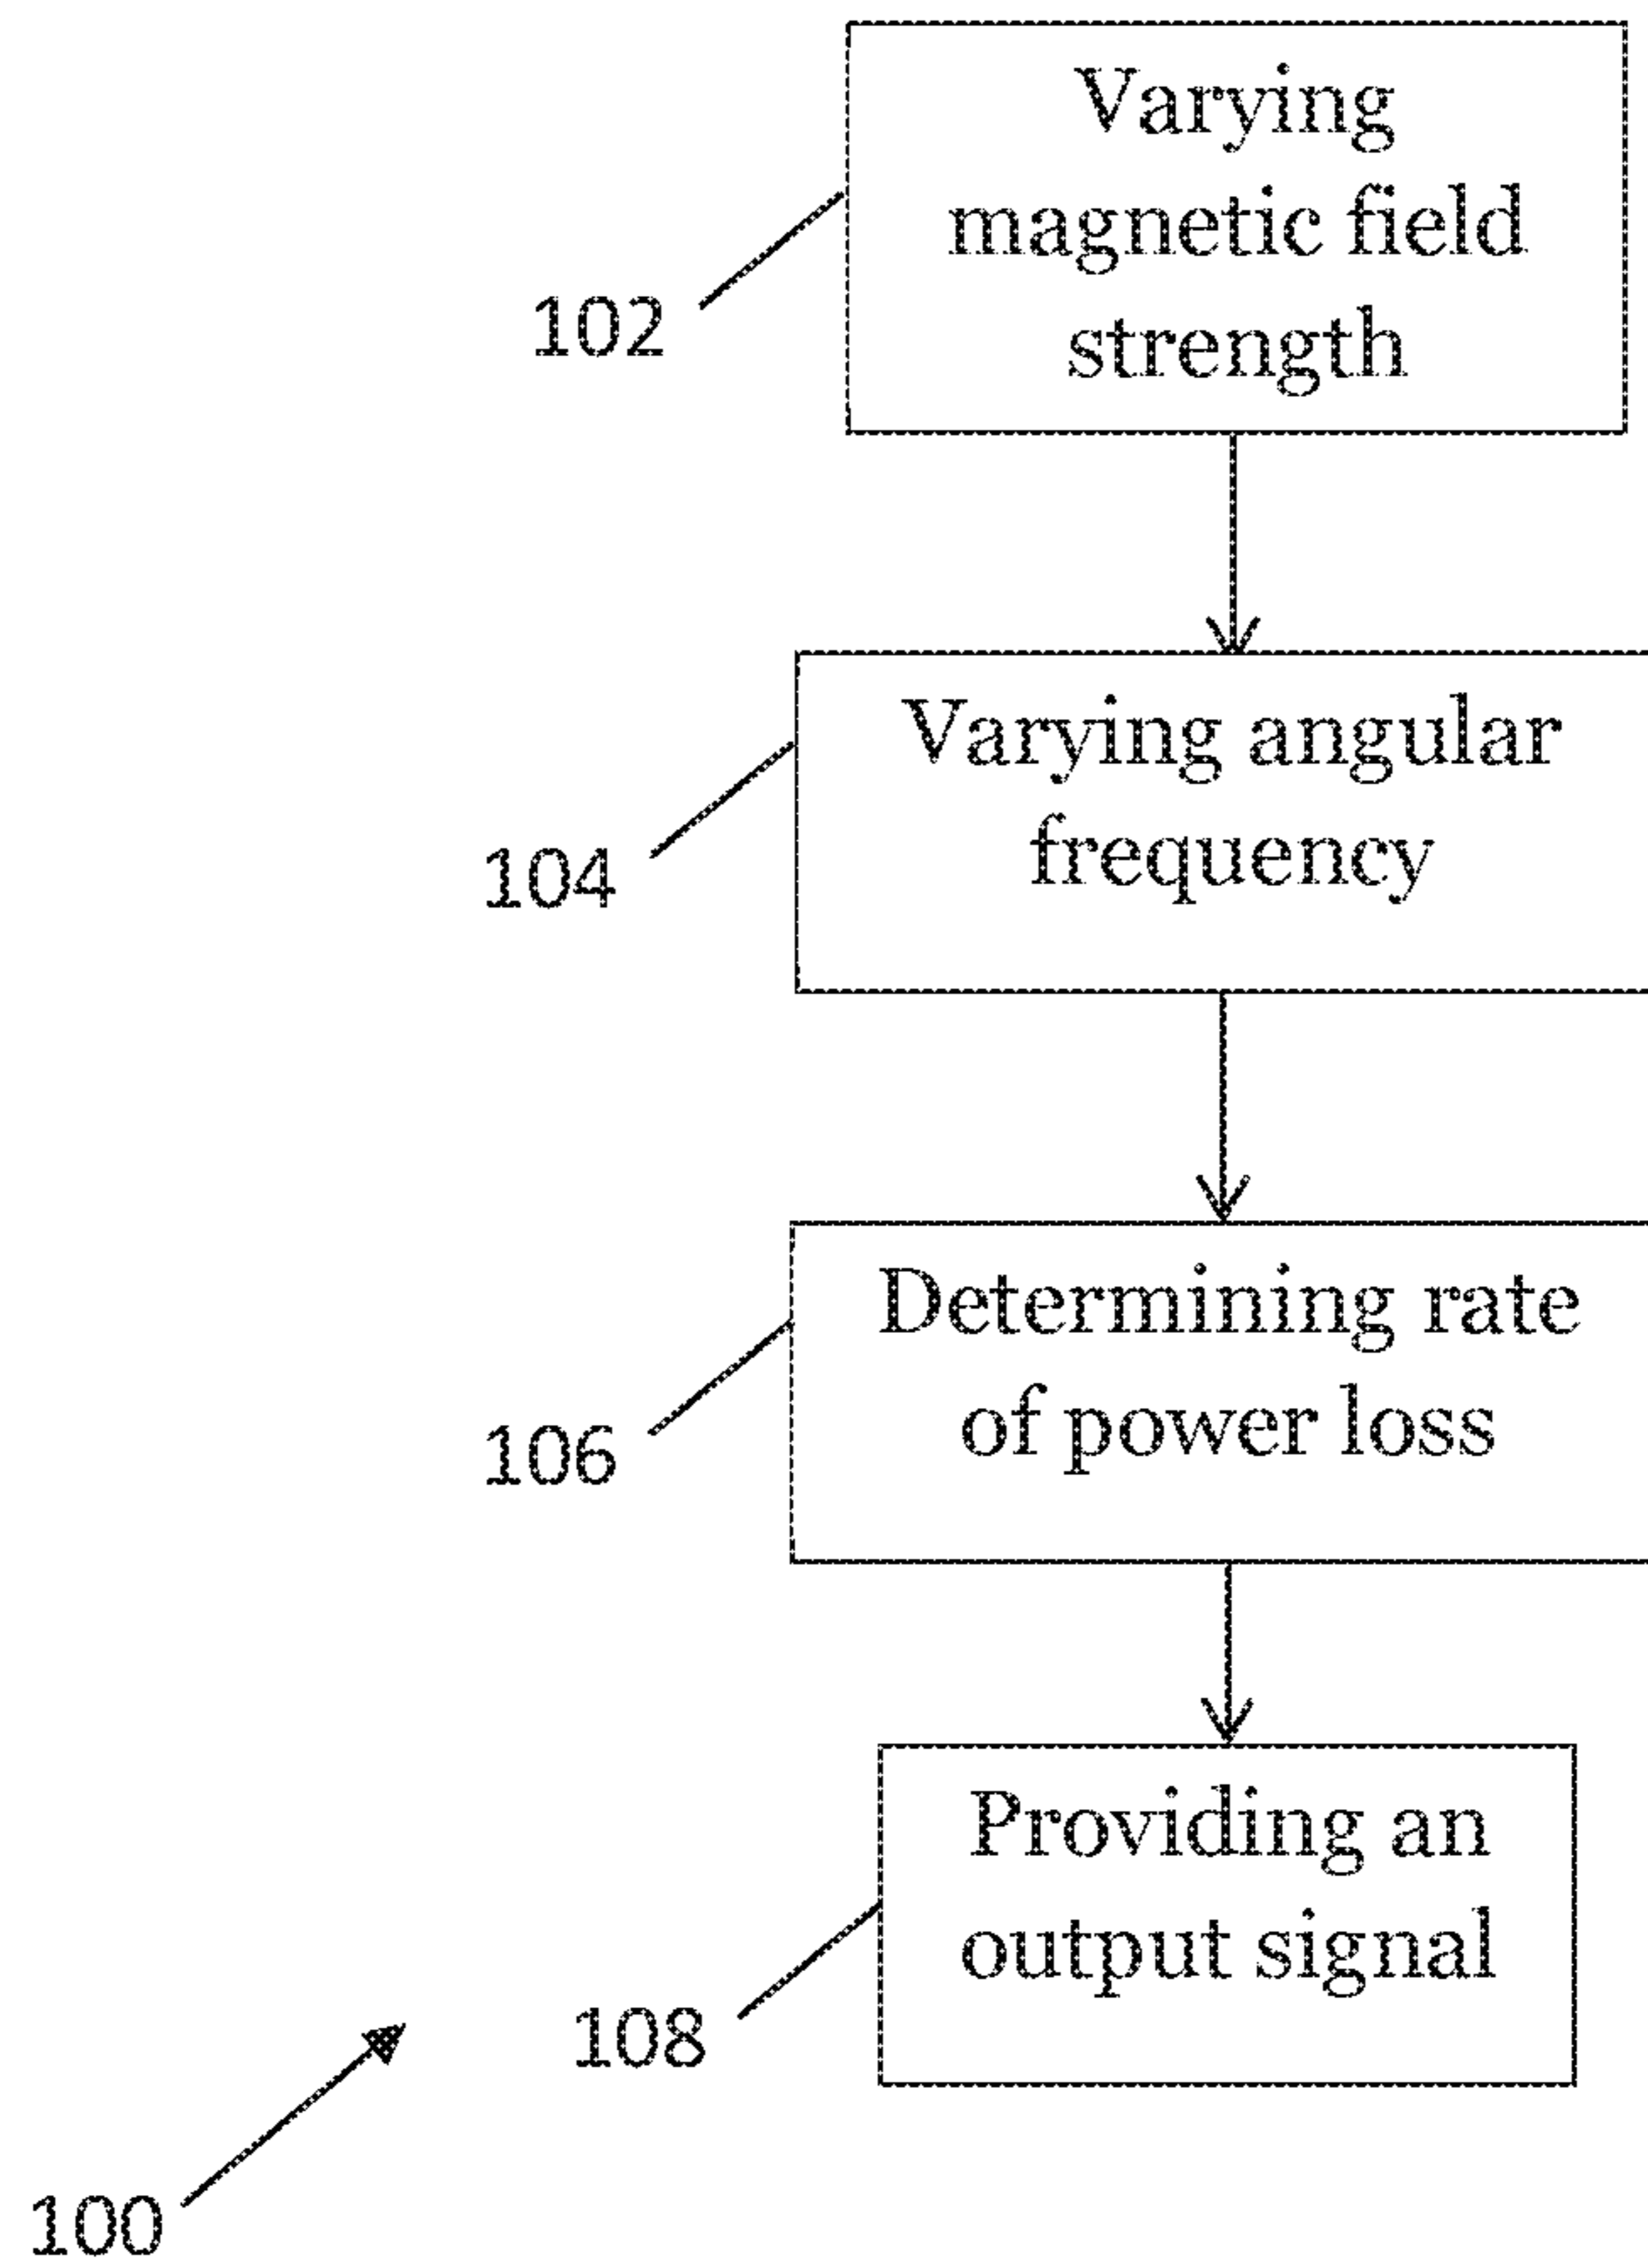 Varying
magnetic field
strength
102
Varying angular
frequency
104
Determining rate
of power loss
106
Providing an
output signal
108
100